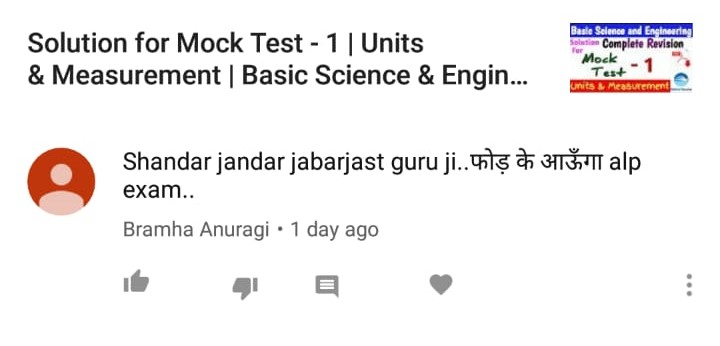 Solution for Mock Test - 1 | Units
& Measurement | Basic Science & Engin...
Basic Science and Engineering
Solution Complete Revision
For
Mock
Test - 1
Units & Measurement
Shandar jandar jabarjast guru ji..फोड़ के आऊँगा alp
exam..
Bramha Anuragi • 1 day ago